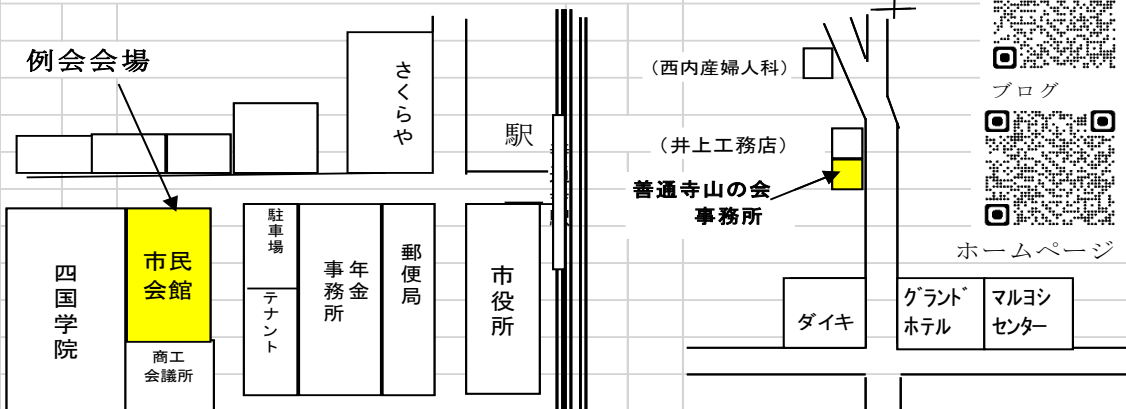 例会会場
さくらや
駅
四国学院
市民
会館
商工
会議所
駐車場
テナント
年金
事務所
郵便局
市役所
（西内産婦人科）
（井上工務店）
善通寺山の会
事務所
ブログ
ホームページ
ダイキ
グランド
ホテル
マルヨシ
センター